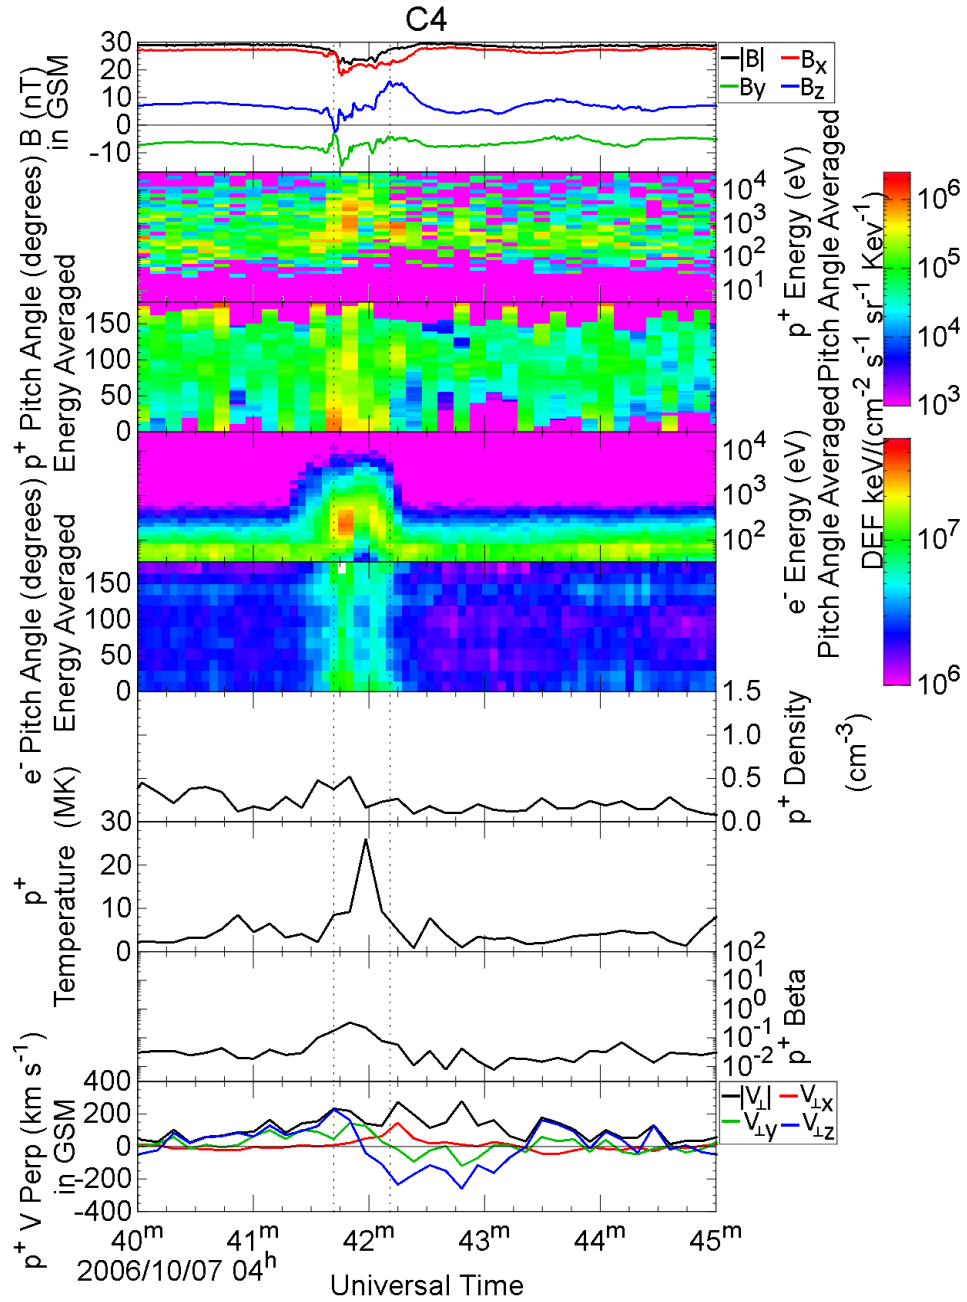 C4
B (nT)
in GSM
30
20
10
0
-10
|B| Bx
By Bz
p+ Energy (eV)
Pitch Angle Averaged
10^4
10^3
10^2
10^1
p+ Pitch Angle (degrees)
Energy Averaged
150
100
50
0
e- Energy (eV)
Pitch Angle Averaged
10^4
10^3
10^2
e- Pitch Angle (degrees)
Energy Averaged
150
100
50
0
DEF keV/(cm-2 s-1 sr-1 Kev-1)
10^6
10^5
10^4
10^3
10^7
10^6
p+ Density
(cm-3)
1.5
1.0
0.5
0.0
p+
Temperature (MK)
30
20
10
0
p+ Beta
10^2
10^1
10^0
10^-1
10^-2
p+ V Perp (km s-1)
in GSM
400
200
0
-200
-400
|V⊥| V⊥x
V⊥y V⊥z
40m 41m 42m 43m 44m 45m
2006/10/07 04h
Universal Time